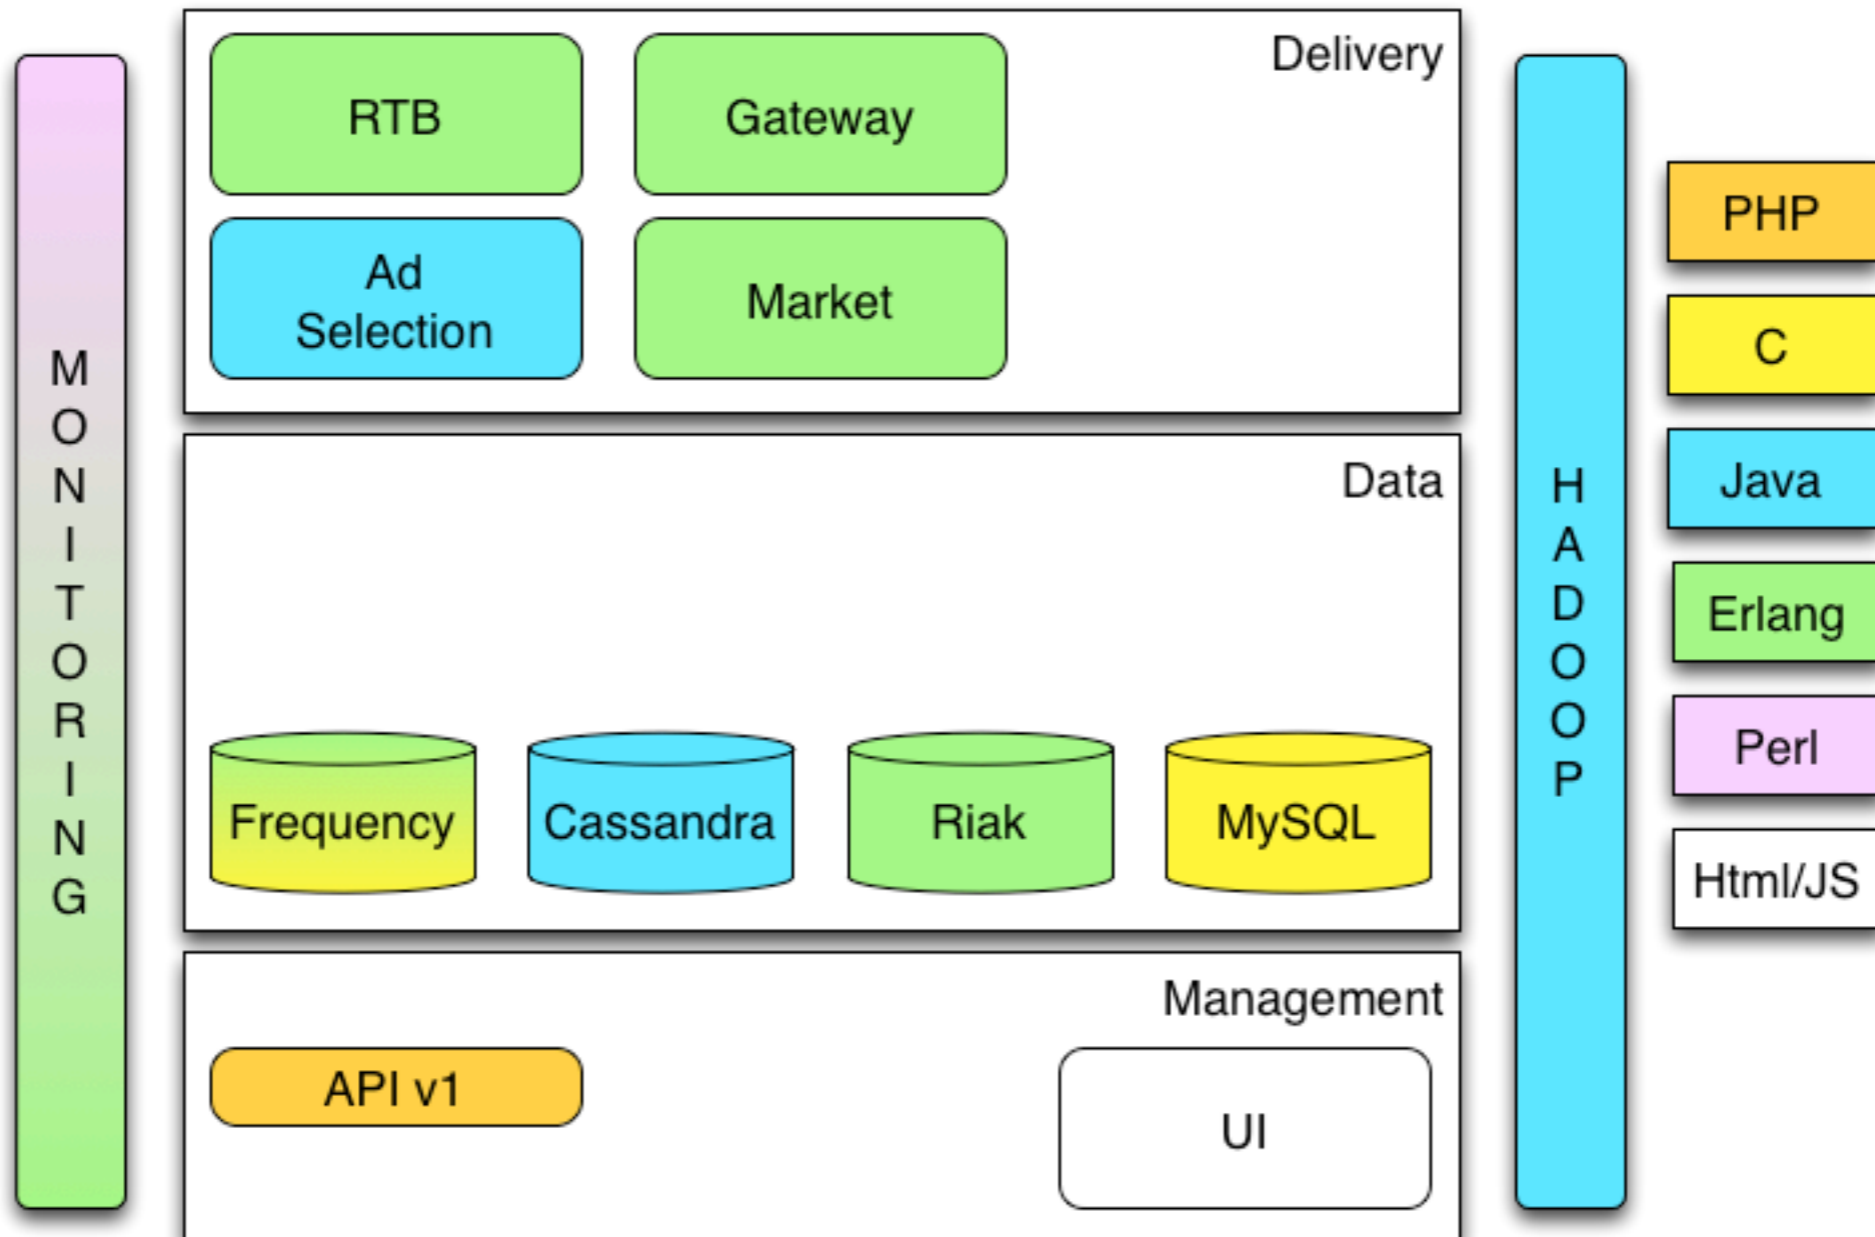 MONITORING
Delivery
RTB
Gateway
Ad
Selection
Market
Data
Frequency
Cassandra
Riak
MySQL
Management
API v1
UI
HADOOP
PHP
C
Java
Erlang
Perl
Html/JS